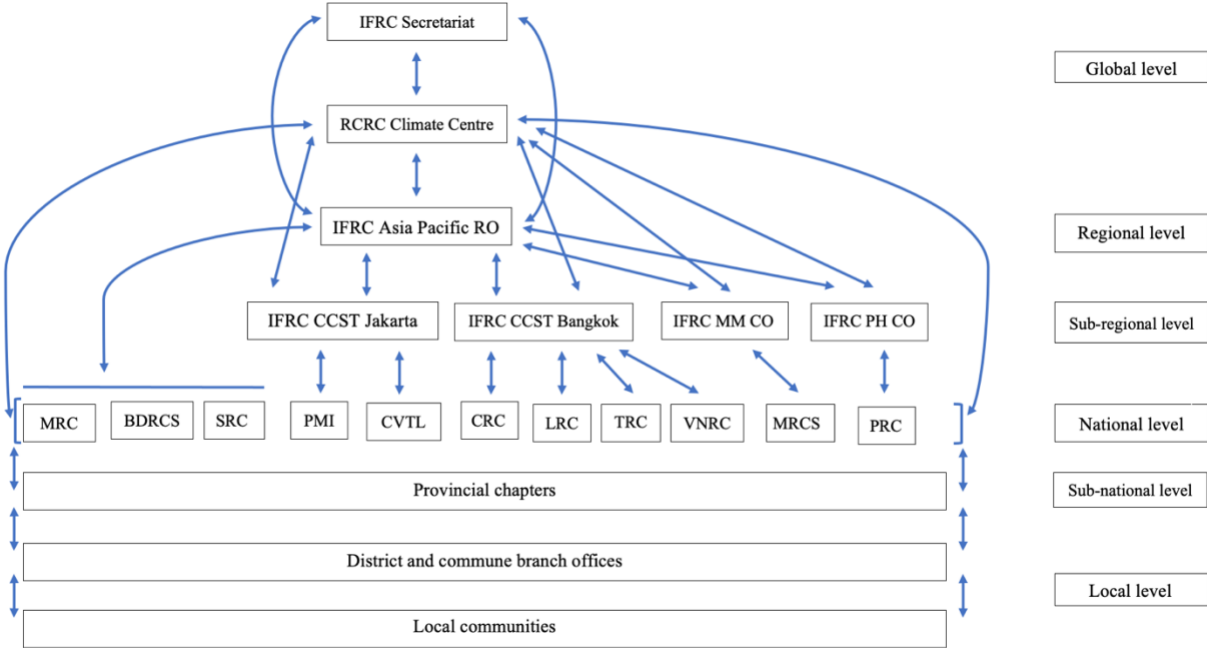 IFRC Secretariat
Global level
RCRC Climate Centre
IFRC Asia Pacific RO
Regional level
IFRC CCST Jakarta
IFRC CCST Bangkok
IFRC MM CO
IFRC PH CO
Sub-regional level
MRC
BDRCS
SRC
PMI
CVTL
CRC
LRC
TRC
VNRC
MRCS
PRC
National level
Provincial chapters
Sub-national level
District and commune branch offices
Local level
Local communities